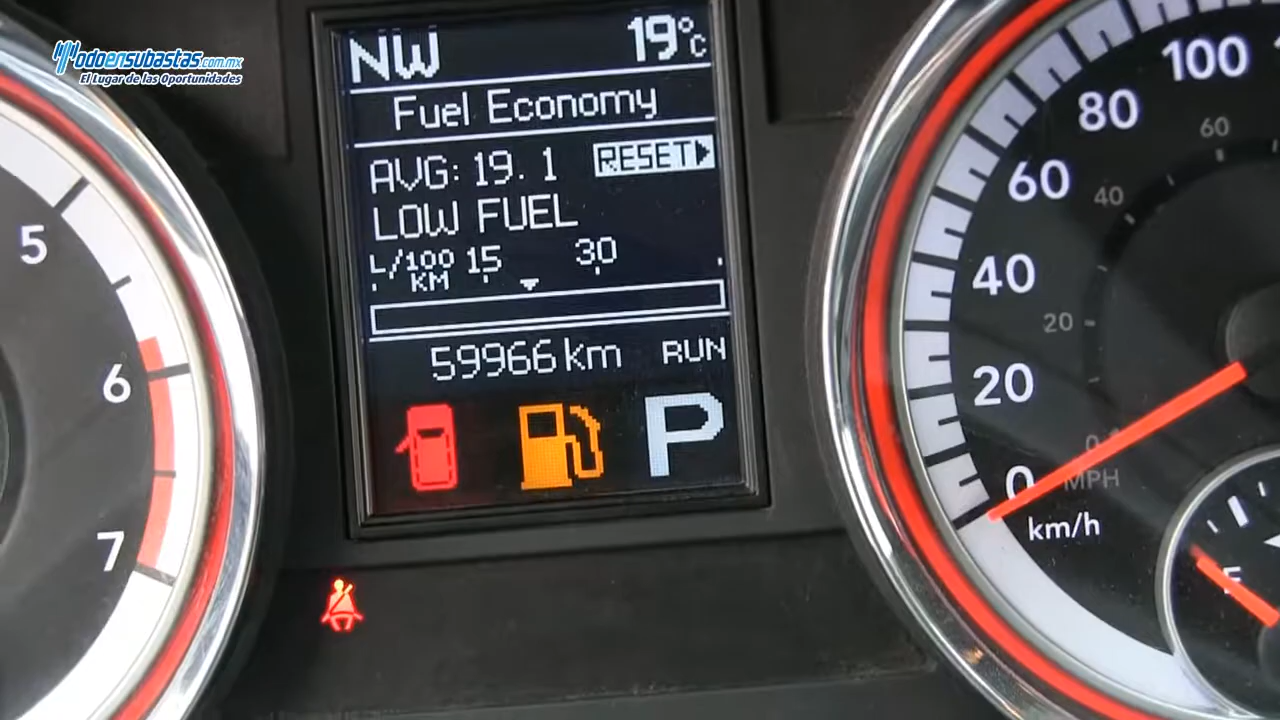 Modoensubastas.com.mx
El Lugar de las Oportunidades
NW 19°C
Fuel Economy
AVG: 19.1 RESET
LOW FUEL
L/100 KM 15 30
59966 km RUN
P
5
6
7
100
80
60
40
20
0
km/h
60
40
20
0
MPH
E